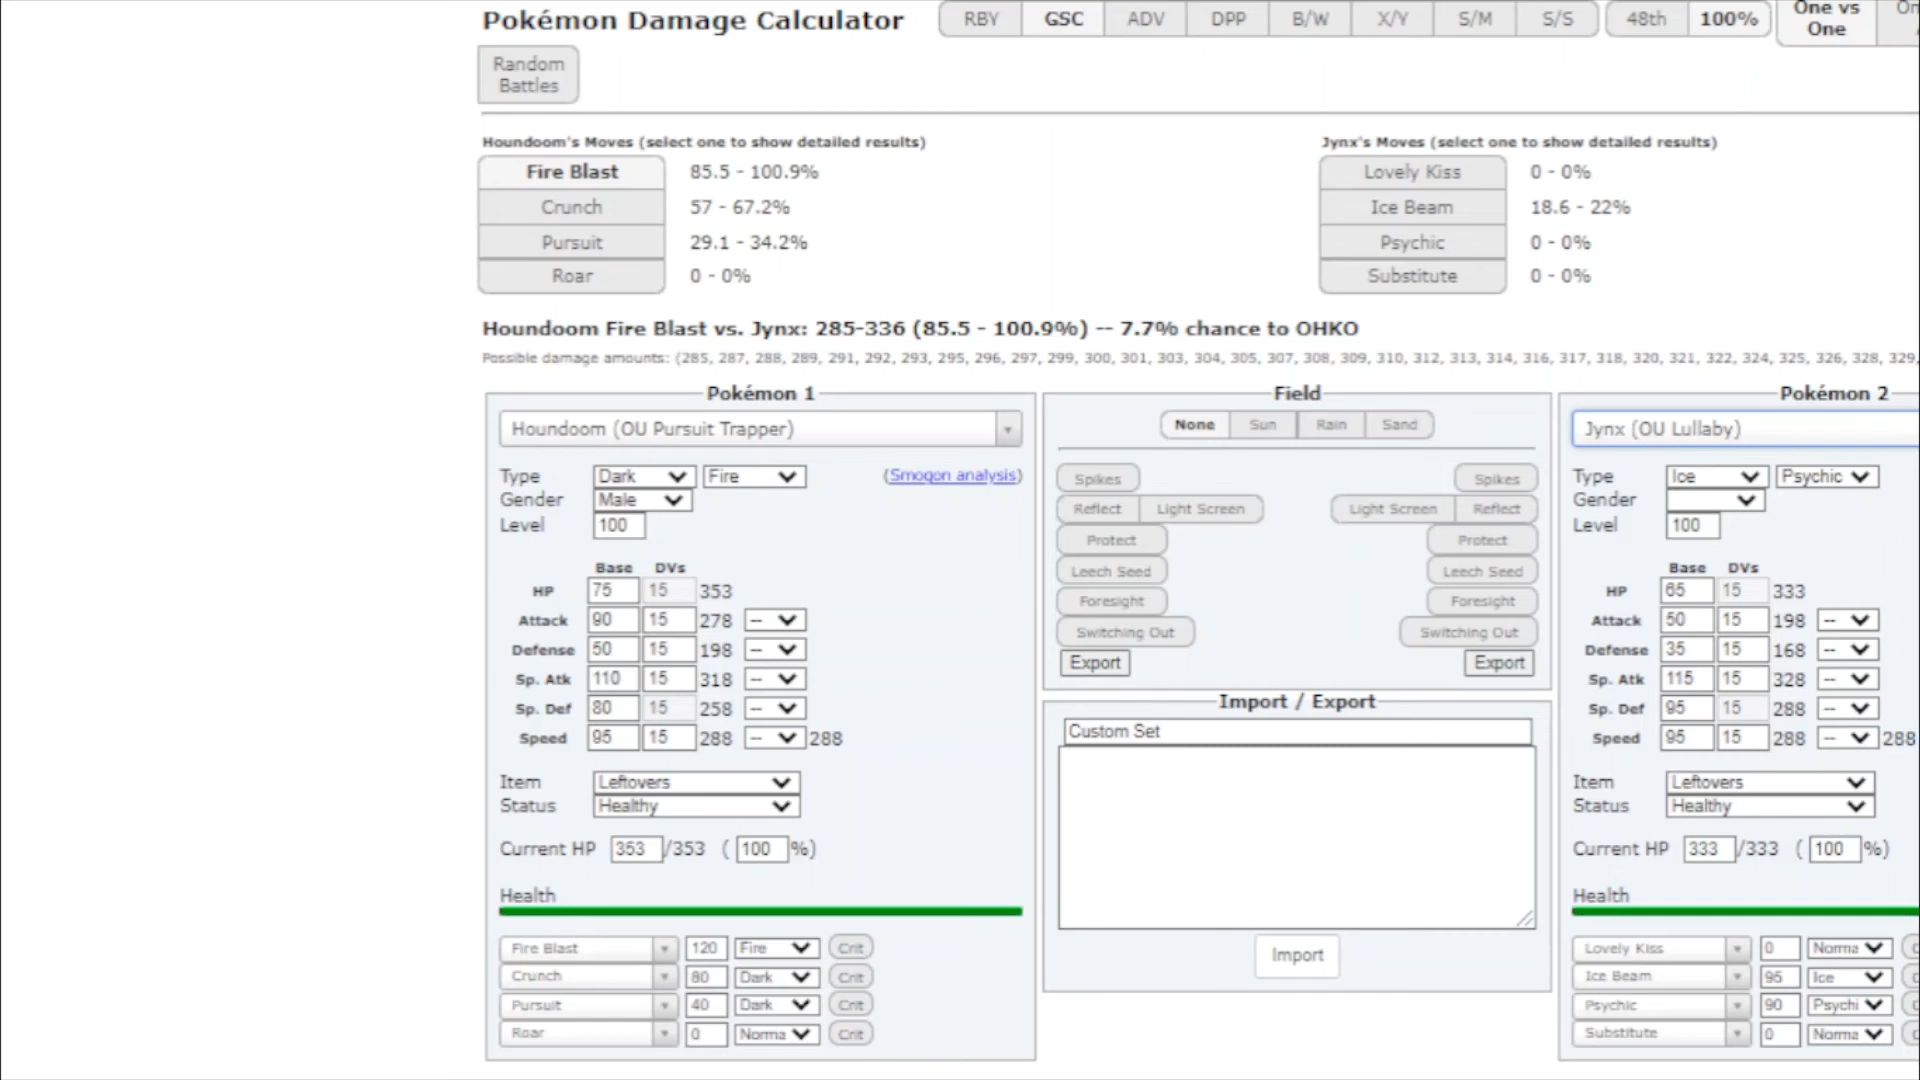 Pokémon Damage Calculator
RBY GSC ADV DPP B/W X/Y S/M S/S 48th 100% One vs One
Random Battles
Houndoom's Moves (select one to show detailed results)
Fire Blast 85.5 - 100.9%
Crunch 57 - 67.2%
Pursuit 29.1 - 34.2%
Roar 0 - 0%
Jynx's Moves (select one to show detailed results)
Lovely Kiss 0 - 0%
Ice Beam 18.6 - 22%
Psychic 0 - 0%
Substitute 0 - 0%
Houndoom Fire Blast vs. Jynx: 285-336 (85.5 - 100.9%) -- 7.7% chance to OHKO
Possible damage amounts: (285, 287, 288, 289, 291, 292, 293, 295, 296, 297, 299, 300, 301, 303, 304, 305, 307, 308, 309, 310, 312, 313, 314, 316, 317, 318, 320, 321, 322, 324, 325, 326, 328, 329,
Pokémon 1
Houndoom (OU Pursuit Trapper)
Type Dark Fire (Smogon analysis)
Gender Male
Level 100
Base DVs
HP 75 15 353
Attack 90 15 278 --
Defense 50 15 198 --
Sp. Atk 110 15 318 --
Sp. Def 80 15 258 --
Speed 95 15 288 -- 288
Item Leftovers
Status Healthy
Current HP 353 /353 ( 100 %)
Health
Fire Blast 120 Fire Crit
Crunch 80 Dark Crit
Pursuit 40 Dark Crit
Roar 0 Norma Crit
Field
None Sun Rain Sand
Spikes Spikes
Reflect Light Screen Light Screen Reflect
Protect Protect
Leech Seed Leech Seed
Foresight Foresight
Switching Out Switching Out
Export Export
Import / Export
Custom Set
Import
Pokémon 2
Jynx (OU Lullaby)
Type Ice Psychic
Gender
Level 100
Base DVs
HP 65 15 333
Attack 50 15 198 --
Defense 35 15 168 --
Sp. Atk 115 15 328 --
Sp. Def 95 15 288 --
Speed 95 15 288 -- 288
Item Leftovers
Status Healthy
Current HP 333 /333 ( 100 %)
Health
Lovely Kiss 0 Norma
Ice Beam 95 Ice
Psychic 90 Psychi
Substitute 0 Norma